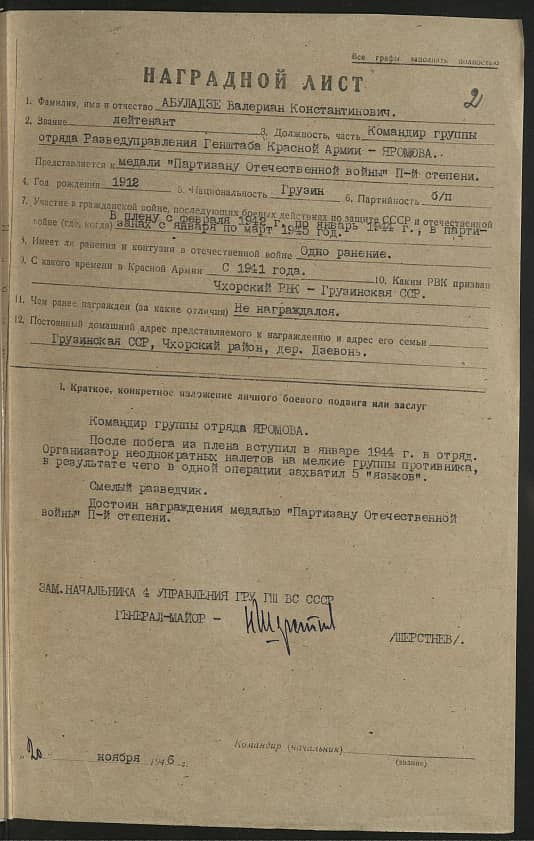 Все графы заполнять полностью
2
НАГРАДНОЙ ЛИСТ
1. Фамилия, имя и отчество АБУЛАДЗЕ Валериан Константинович.
2. Звание лейтенант 3. Должность, часть Командир группы
отряда Разведуправления Генштаба Красной Армии - ЯРОМОВА.
Представляется к медали "Партизану Отечественной войны" П-й степени.
4. Год рождения 1912 5. Национальность Грузин 6. Партийность б/п
7. Участие в гражданской войне, последующих боевых действиях по защите СССР и отечественной
войне (где, когда) В плену с февраля 1942 г. по январь 1944 г., в парти-
занах с января по март 1945 год.
8. Имеет ли ранения и контузии в отечественной войне Одно ранение.
9. С какого времени в Красной Армии С 1941 года. 10. Каким РВК призван
Чхорский РВК - Грузинская ССР.
11. Чем ранее награжден (за какие отличия) Не награждался.
12. Постоянный домашний адрес представляемого к награждению и адрес его семьи
Грузинская ССР, Чхорский район, дер. Дзевонь.
I. Краткое, конкретное изложение личного боевого подвига или заслуг
Командир группы отряда ЯРОМОВА.
После побега из плена вступил в январе 1944 г. в отряд.
Организатор неоднократных налетов на мелкие группы противника,
в результате чего в одной операции захватил 5 "языков".
Смелый разведчик.
Достоин награждения медалью "Партизану Отечественной
войны" П-й степени.
ЗАМ.НАЧАЛЬНИКА 4 УПРАВЛЕНИЯ ГРУ ГШ ВС СССР
ГЕНЕРАЛ-МАЙОР - /ШЕРСТНЕВ/.
Командир (начальник)
(звание)
"20 ноября 1946 г.